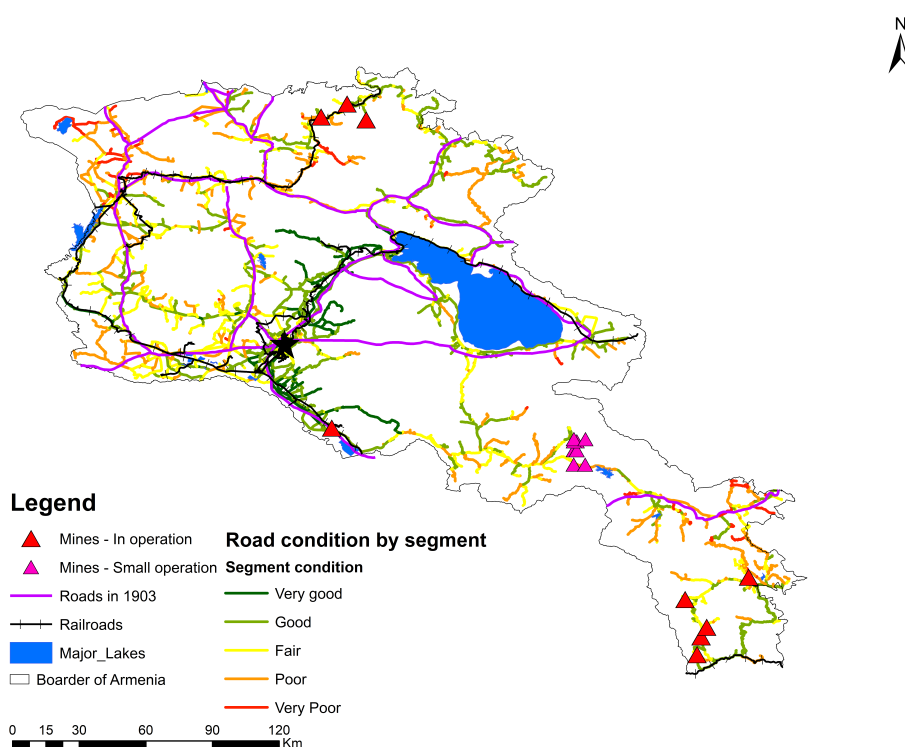 N
Legend
Mines - In operation
Mines - Small operation
Roads in 1903
Railroads
Major_Lakes
Boarder of Armenia
Road condition by segment
Segment condition
Very good
Good
Fair
Poor
Very Poor
0 15 30 60 90 120
Km